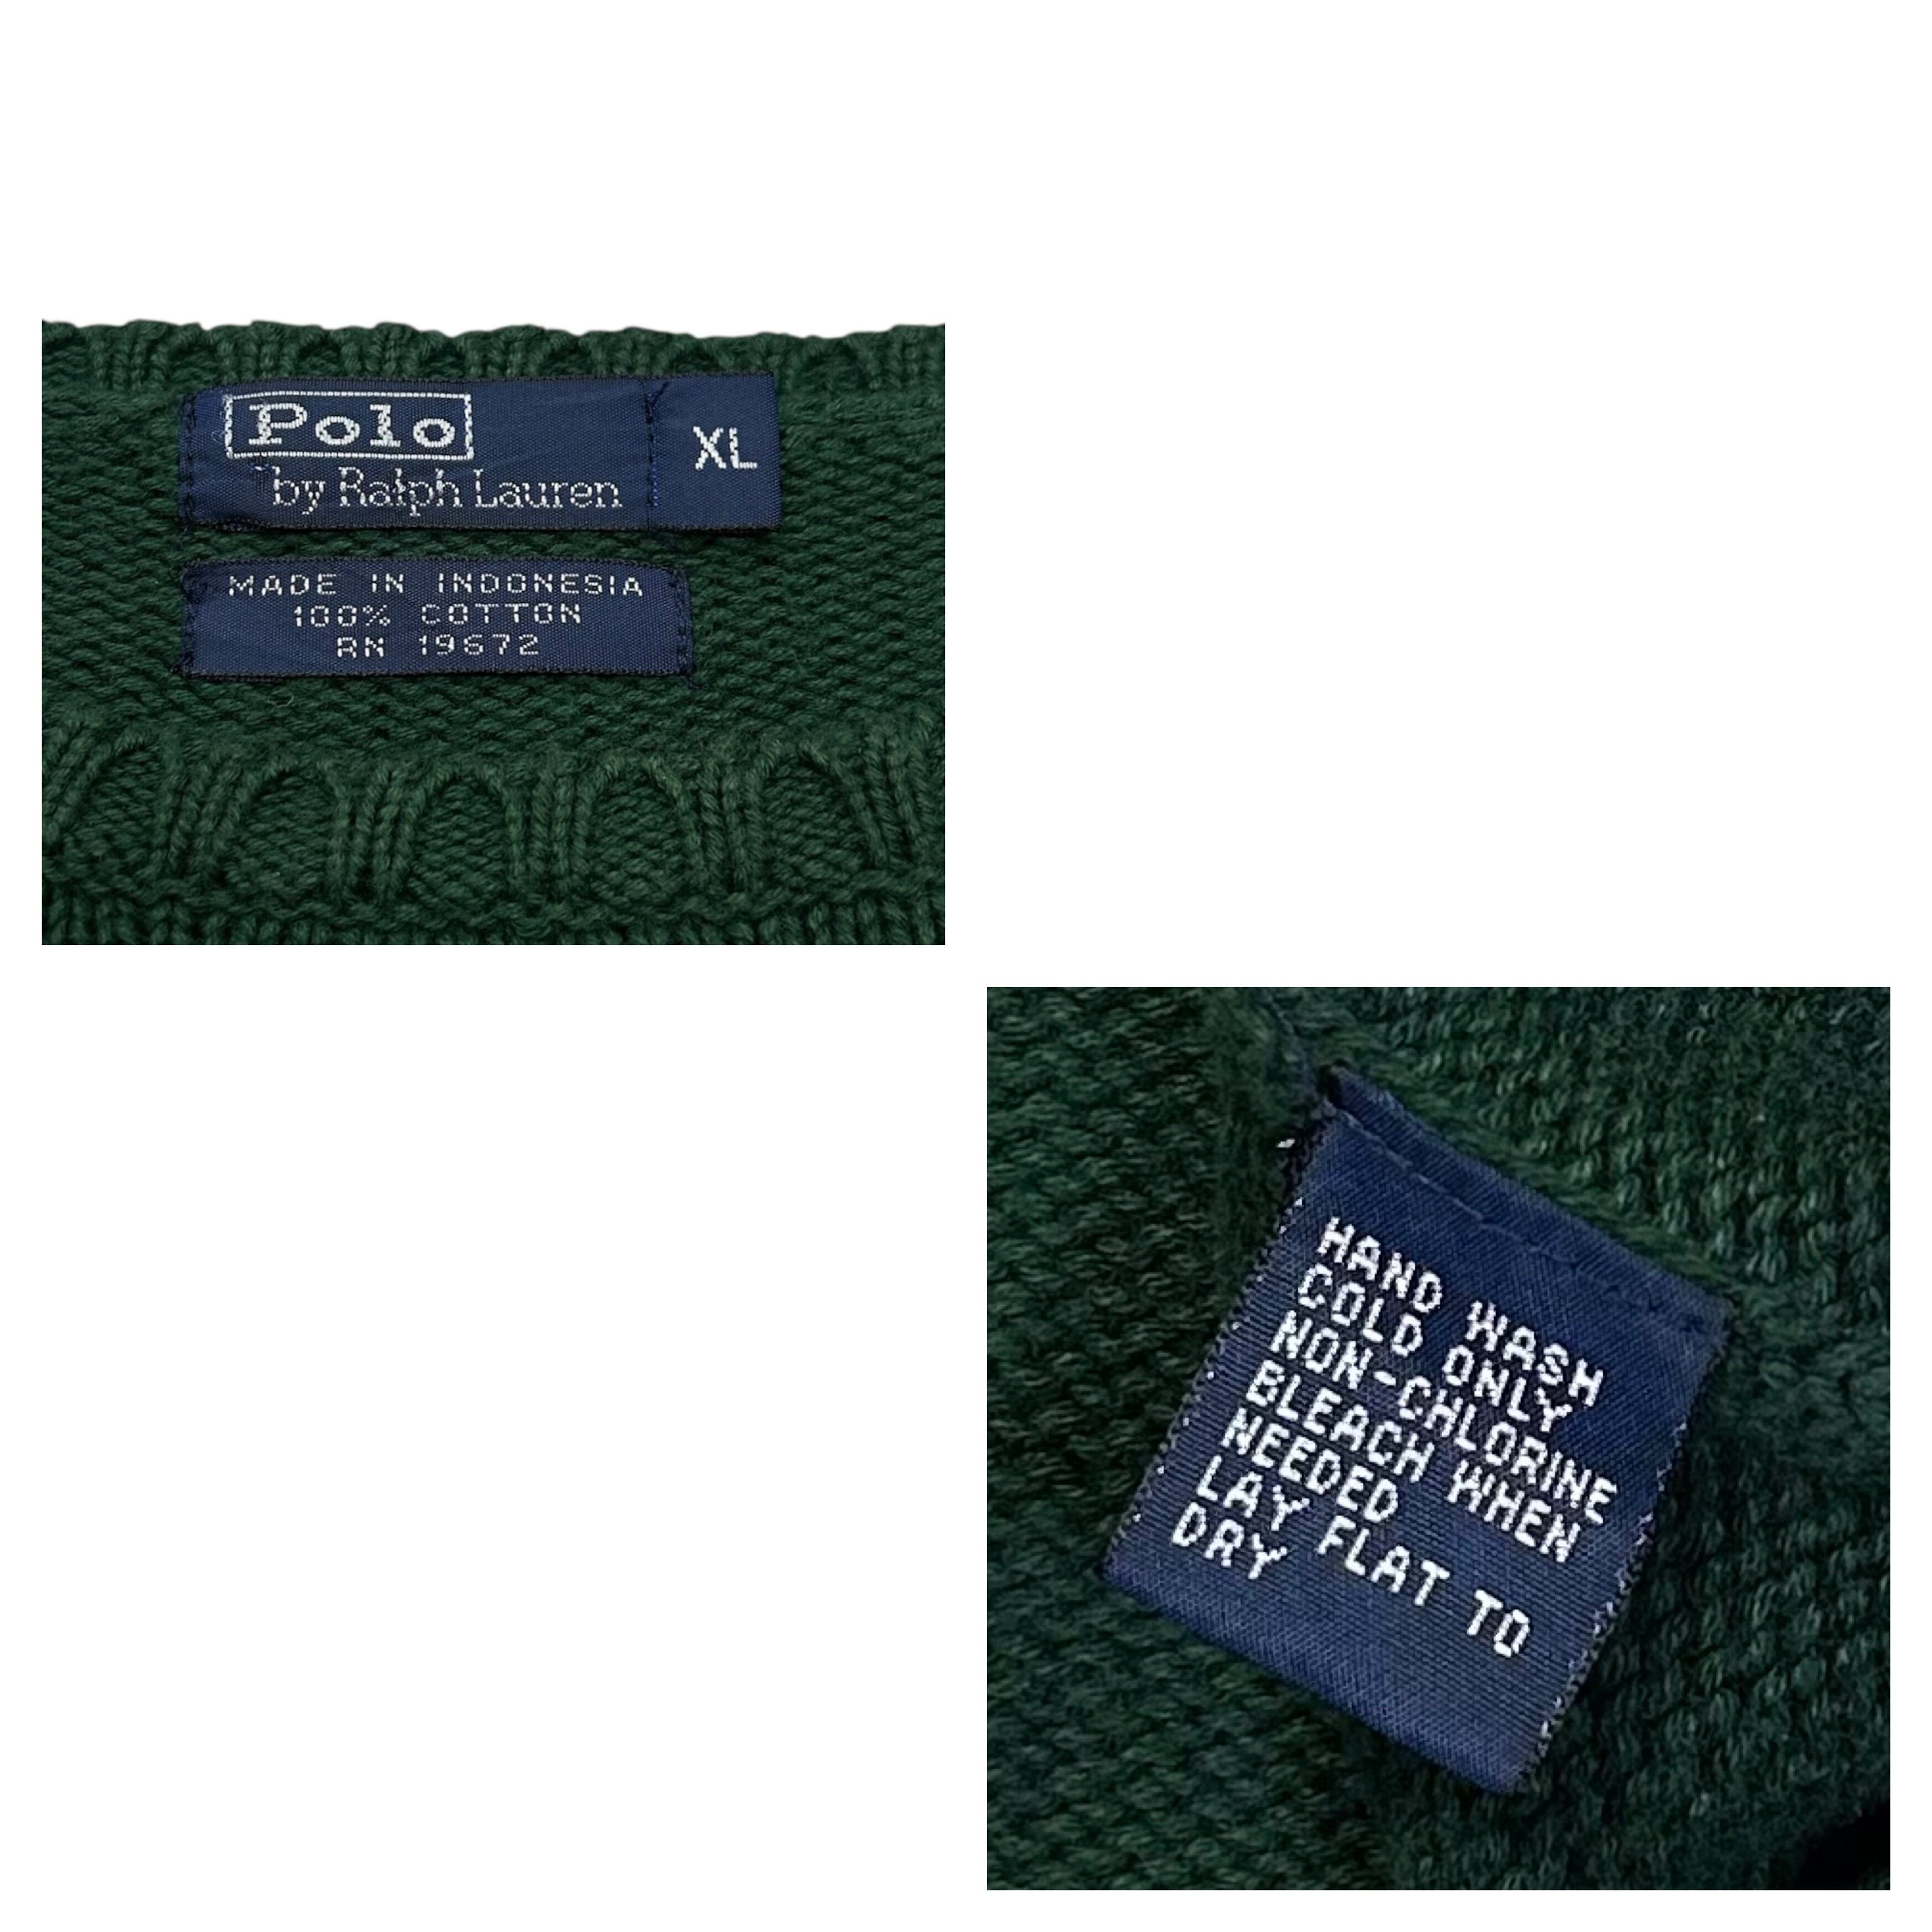 Polo
by Ralph Lauren
XL
MADE IN INDONESIA
100% COTTON
RN 19672
HAND WASH
COLD ONLY
NON-CHLORINE
BLEACH WHEN
NEEDED
LAY FLAT TO
DRY